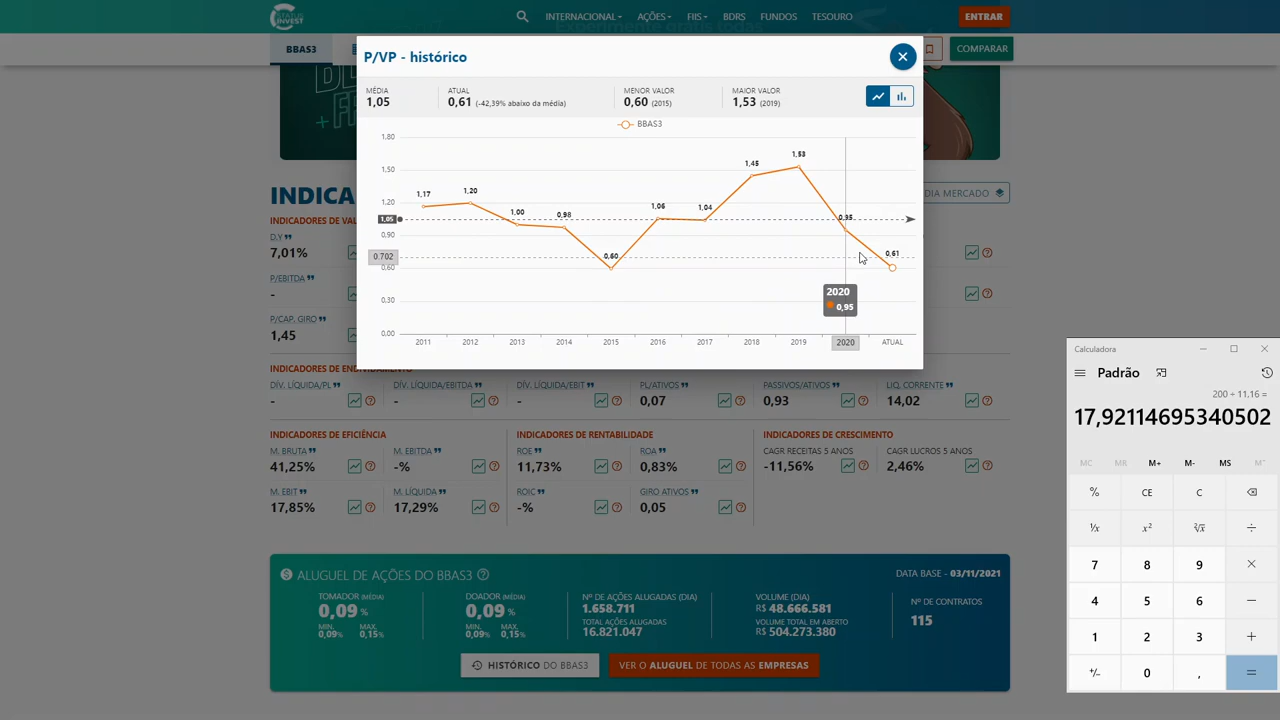 STATUS INVEST
INTERNACIONAL
AÇÕES
FIIS
BDRS
FUNDOS
TESOURO
ENTRAR
BBAS3
COMPARAR
P/VP - histórico
MÉDIA
1,05
ATUAL
0,61 (-42,39% abaixo da média)
MENOR VALOR
0,60 (2015)
MAIOR VALOR
1,53 (2019)
BBAS3
1.80
1.50
1.20
0.90
0.60
0.30
0.00
1,05
0.702
1,17
1,20
1,00
0,98
0,60
1,06
1,04
1,45
1,53
0,95
0,61
2020
0,95
2011
2012
2013
2014
2015
2016
2017
2018
2019
2020
ATUAL
INDICA
DIA MERCADO
INDICADORES DE VAL
D.Y
7,01%
P/EBITDA
-
P/CAP. GIRO
1,45
INDICADORES DE ENDIVIDAMENTO
DÍV. LÍQUIDA/PL
-
DÍV. LÍQUIDA/EBITDA
-
DÍV. LÍQUIDA/EBIT
-
PL/ATIVOS
0,07
PASSIVOS/ATIVOS
0,93
LIQ. CORRENTE
14,02
INDICADORES DE EFICIÊNCIA
M. BRUTA
41,25%
M. EBITDA
-%
M. EBIT
17,85%
M. LÍQUIDA
17,29%
INDICADORES DE RENTABILIDADE
ROE
11,73%
ROA
0,83%
ROIC
-%
GIRO ATIVOS
0,05
INDICADORES DE CRESCIMENTO
CAGR RECEITAS 5 ANOS
-11,56%
CAGR LUCROS 5 ANOS
2,46%
ALUGUEL DE AÇÕES DO BBAS3
DATA BASE - 03/11/2021
TOMADOR (MÉDIA)
0,09 %
MIN. 0,09%
MAX. 0,15%
DOADOR (MÉDIA)
0,09 %
MIN. 0,09%
MÁX. 0,15%
Nº DE AÇÕES ALUGADAS (DIA)
1.658.711
TOTAL AÇÕES ALUGADAS
16.821.047
VOLUME (DIA)
R$ 48.666.581
VOLUME TOTAL EM ABERTO
R$ 504.273.380
Nº DE CONTRATOS
115
HISTÓRICO DO BBAS3
VER O ALUGUEL DE TODAS AS EMPRESAS
Calculadora
Padrão
200 ÷ 11,16 =
17,92114695340502
MC
MR
M+
M-
MS
M˅
%
CE
C
⌫
¹/x
x²
²√x
÷
7
8
9
×
4
5
6
−
1
2
3
+
+/-
0
,
=